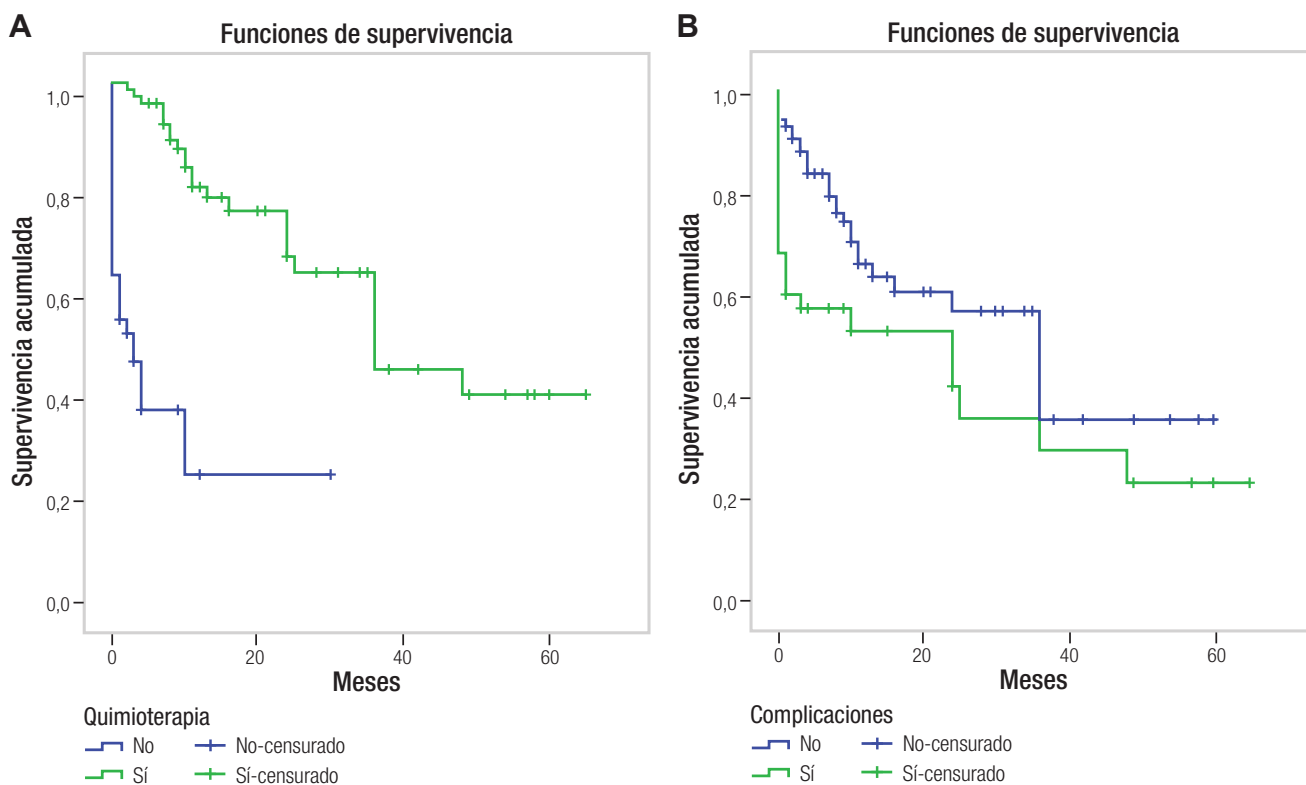 A
Funciones de supervivencia
Supervivencia acumulada
1,0
0,8
0,6
0,4
0,2
0,0
0
20
40
60
Meses
Quimioterapia
No
No-censurado
Sí
Sí-censurado
B
Funciones de supervivencia
Supervivencia acumulada
1,0
0,8
0,6
0,4
0,2
0,0
0
20
40
60
Meses
Complicaciones
No
No-censurado
Sí
Sí-censurado